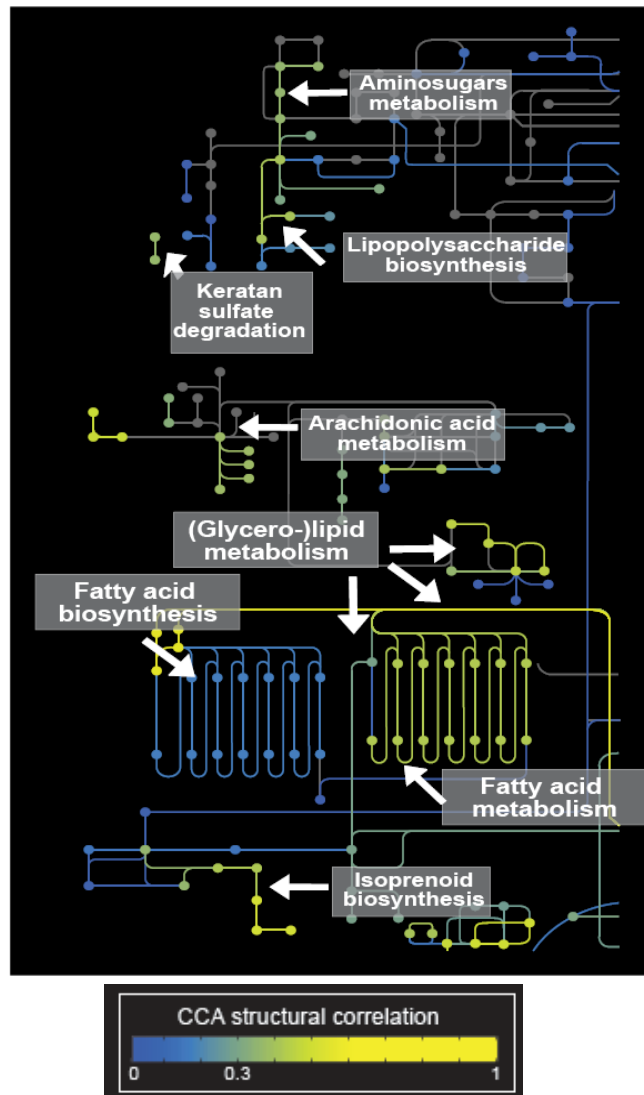 Aminosugars
metabolism
Lipopolysaccharide
biosynthesis
Keratan
sulfate
degradation
Arachidonic acid
metabolism
(Glycero-)lipid
metabolism
Fatty acid
biosynthesis
Fatty acid
metabolism
Isoprenoid
biosynthesis
CCA structural correlation
0 0.3 1